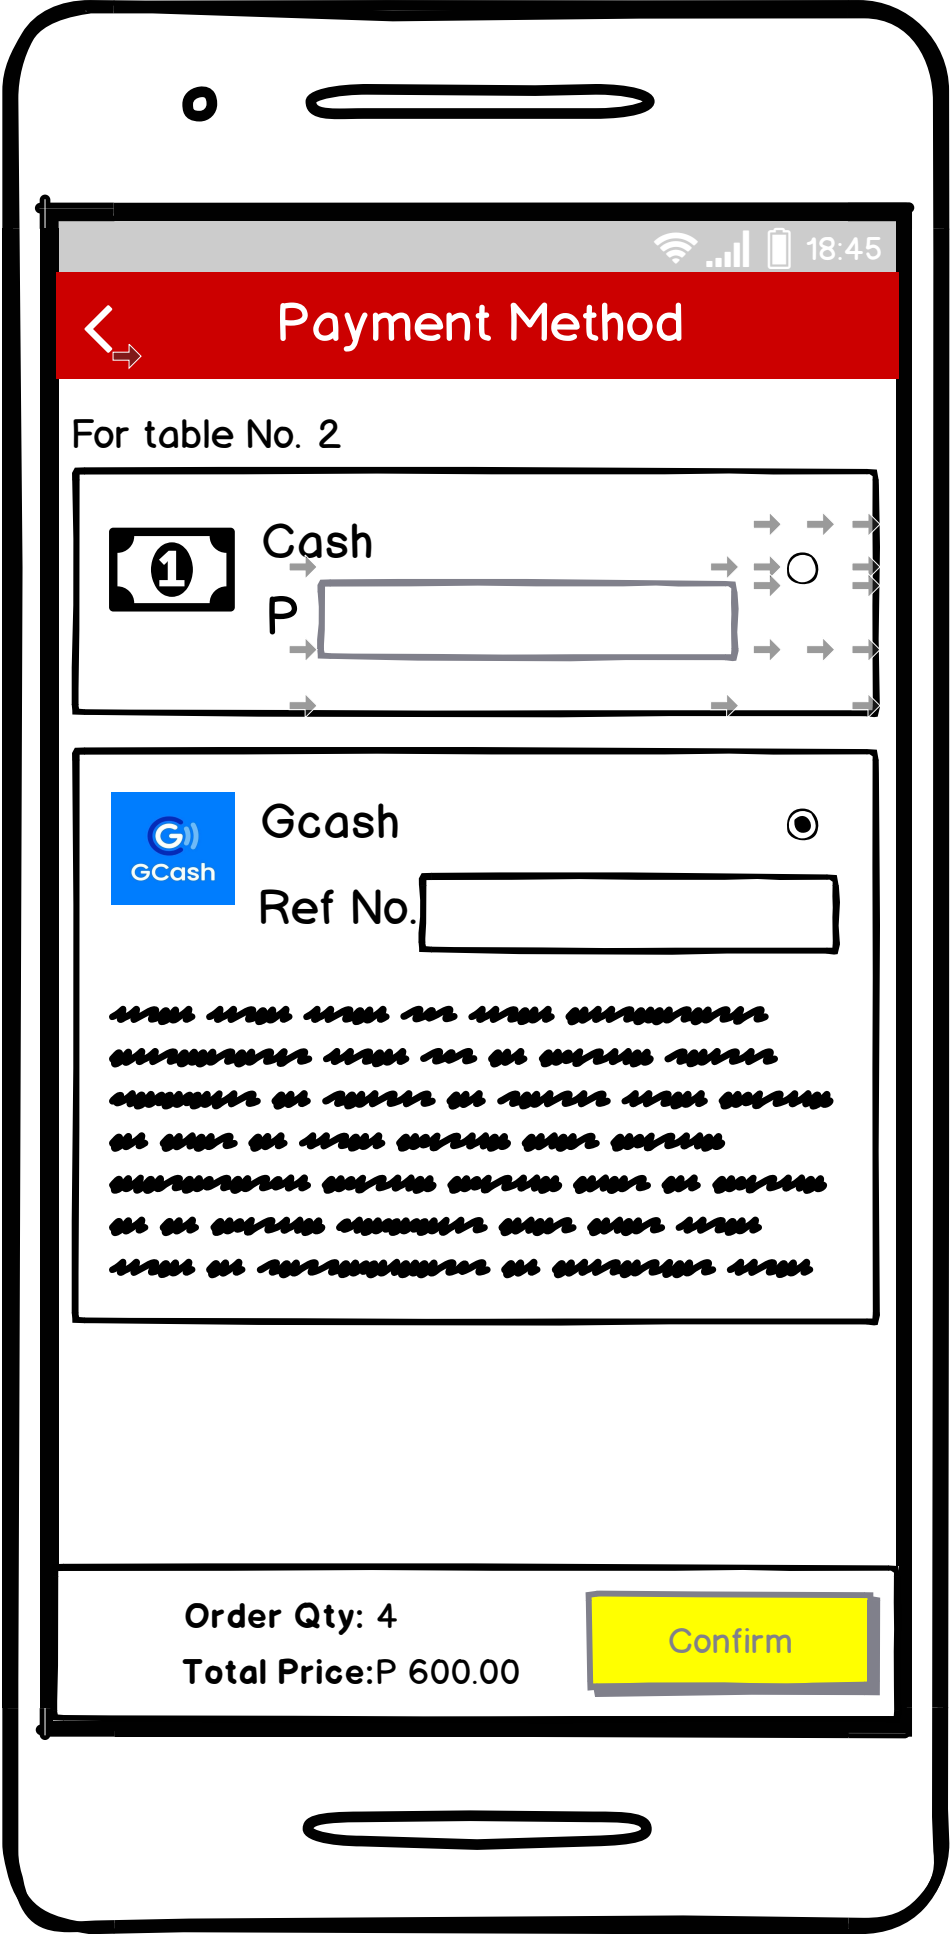 18:45
Payment Method
For table No. 2
1
Cash
P
G
GCash
Gcash
Ref No.
Order Qty: 4
Total Price:P 600.00
Confirm